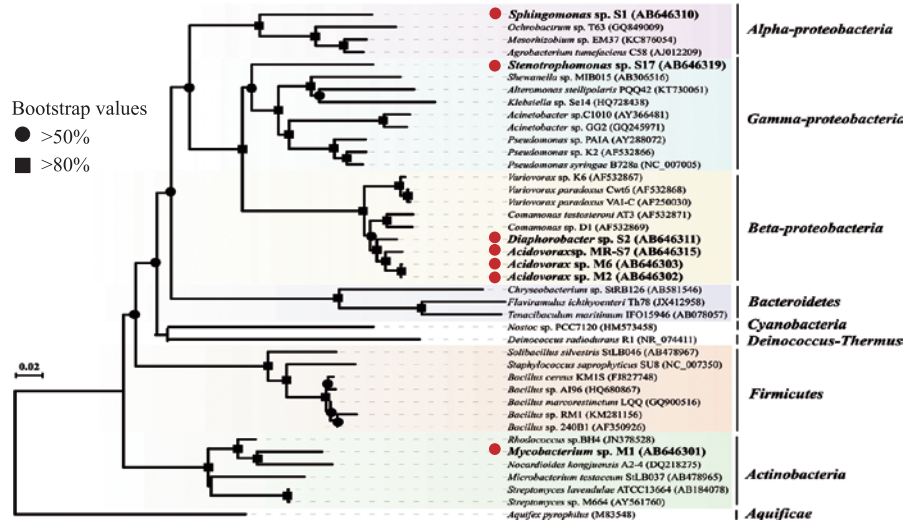 Sphingomonas sp. S1 (AB646310)
Ochrobacrum sp. T63 (GQ849009)
Mesorhizobium sp. EM37 (KC876054)
Agrobacterium tumefaciens C58 (AJ012209)
Alpha-proteobacteria
Stenotrophomonas sp. S17 (AB646319)
Shewanella sp. MIB015 (AB306516)
Alteromonas stellipolaris PQQ42 (KT730061)
Klebsiella sp. Se14 (HQ728438)
Acinetobacter sp.C1010 (AY366481)
Acinetobacter sp. GG2 (GQ245971)
Pseudomonas sp. PAIA (AY288072)
Pseudomonas sp. K2 (AF532866)
Pseudomonas syringae B728a (NC_007005)
Gamma-proteobacteria
Bootstrap values
>50%
>80%
Variovorax sp. K6 (AF532867)
Variovorax paradoxus Cwt6 (AF532868)
Variovorax paradoxus VAI-C (AF250030)
Comamonas testosteroni AT3 (AF532871)
Comamonas sp. D1 (AF532869)
Diaphorobacter sp. S2 (AB646311)
Acidovoraxsp. MR-S7 (AB646315)
Acidovorax sp. M6 (AB646303)
Acidovorax sp. M2 (AB646302)
Beta-proteobacteria
Chryseobacterium sp. StRB126 (AB581546)
Flaviramulus ichthyoenteri Th78 (JX412958)
Tenacibaculum maritimum IFO15946 (AB078057)
Bacteroidetes
Nostoc sp. PCC7120 (HM573458)
Cyanobacteria
Deinococcus radiodurans R1 (NR_074411)
Deinococcus-Thermus
Solibacillus silvestris StLB046 (AB478967)
Staphylococcus saprophyticus SU8 (NC_007350)
Bacillus cereus KM1S (FJ827748)
Bacillus sp. AI96 (HQ680867)
Bacillus marcorestinctum LQQ (GQ900516)
Bacillus sp. RM1 (KM281156)
Bacillus sp. 240B1 (AF350926)
Firmicutes
0.02
Rhodococcus sp.BH4 (JN378528)
Mycobacterium sp. M1 (AB646301)
Nocardioides kongjuensis A2-4 (DQ218275)
Microbacterium testaceum StLB037 (AB478965)
Streptomyces lavendulae ATCC13664 (AB184078)
Streptomyces sp. M664 (AY561760)
Actinobacteria
Aquifex pyrophilus (M83548)
Aquificae